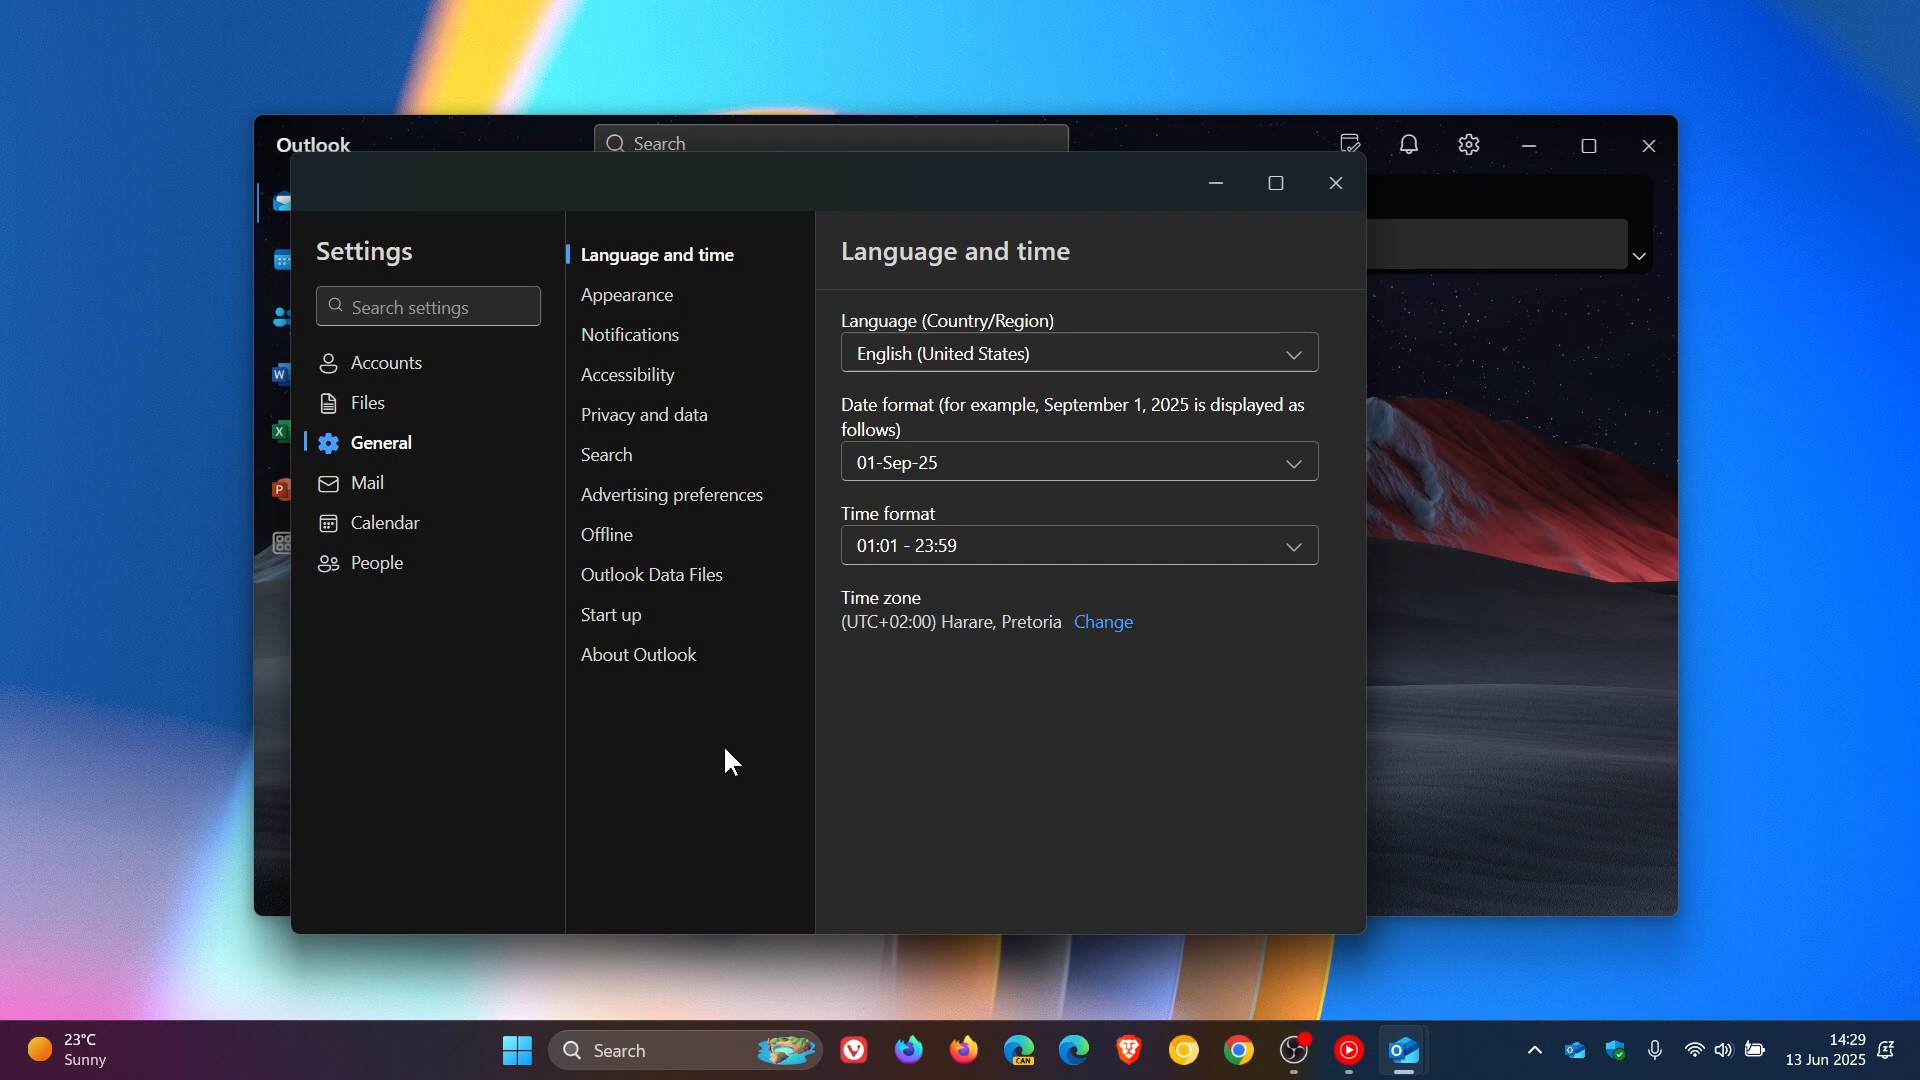 Outlook
Search
Settings
Search settings
Accounts
Files
General
Mail
Calendar
People
Language and time
Appearance
Notifications
Accessibility
Privacy and data
Search
Advertising preferences
Offline
Outlook Data Files
Start up
About Outlook
Language and time
Language (Country/Region)
English (United States)
Date format (for example, September 1, 2025 is displayed as
follows)
01-Sep-25
Time format
01:01 - 23:59
Time zone
(UTC+02:00) Harare, Pretoria Change
W
X
P
23°C
Sunny
Search
CAN
14:29
13 Jun 2025